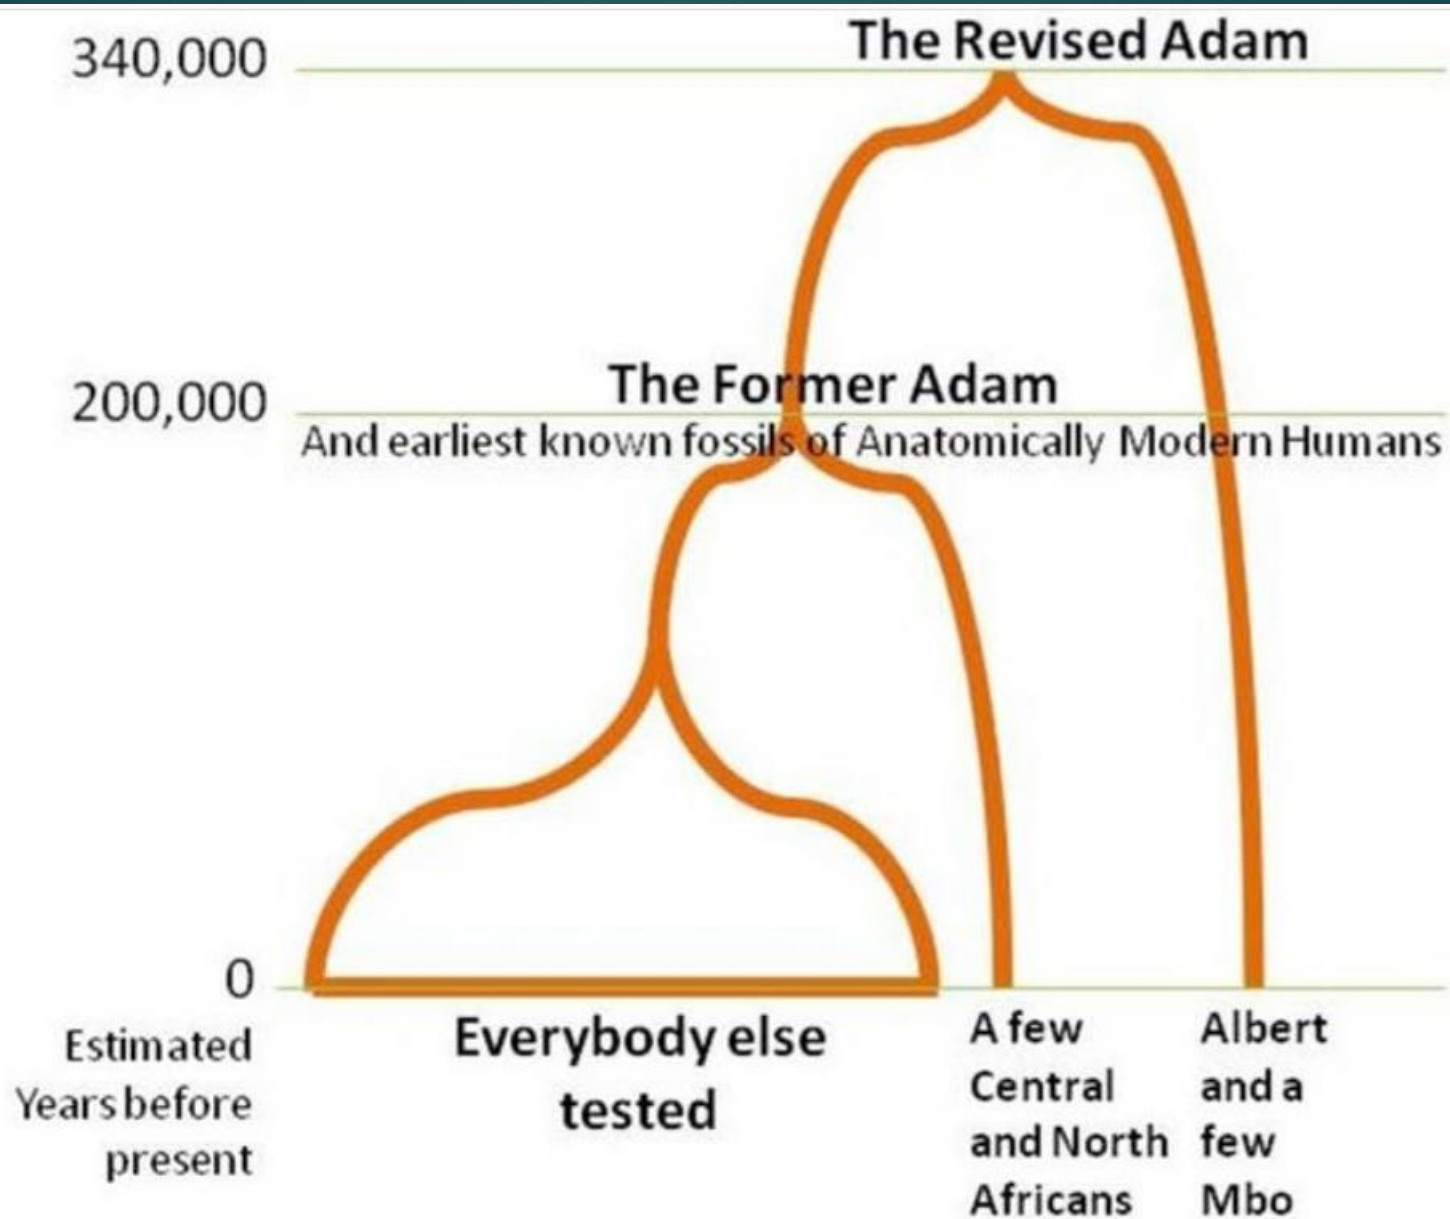 The Revised Adam
340,000
The Former Adam
200,000
And earliest known fossils of Anatomically Modern Humans
0
Estimated
Years before
present
Everybody else
tested
A few
Central
and North
Africans
Albert
and a
few
Mbo